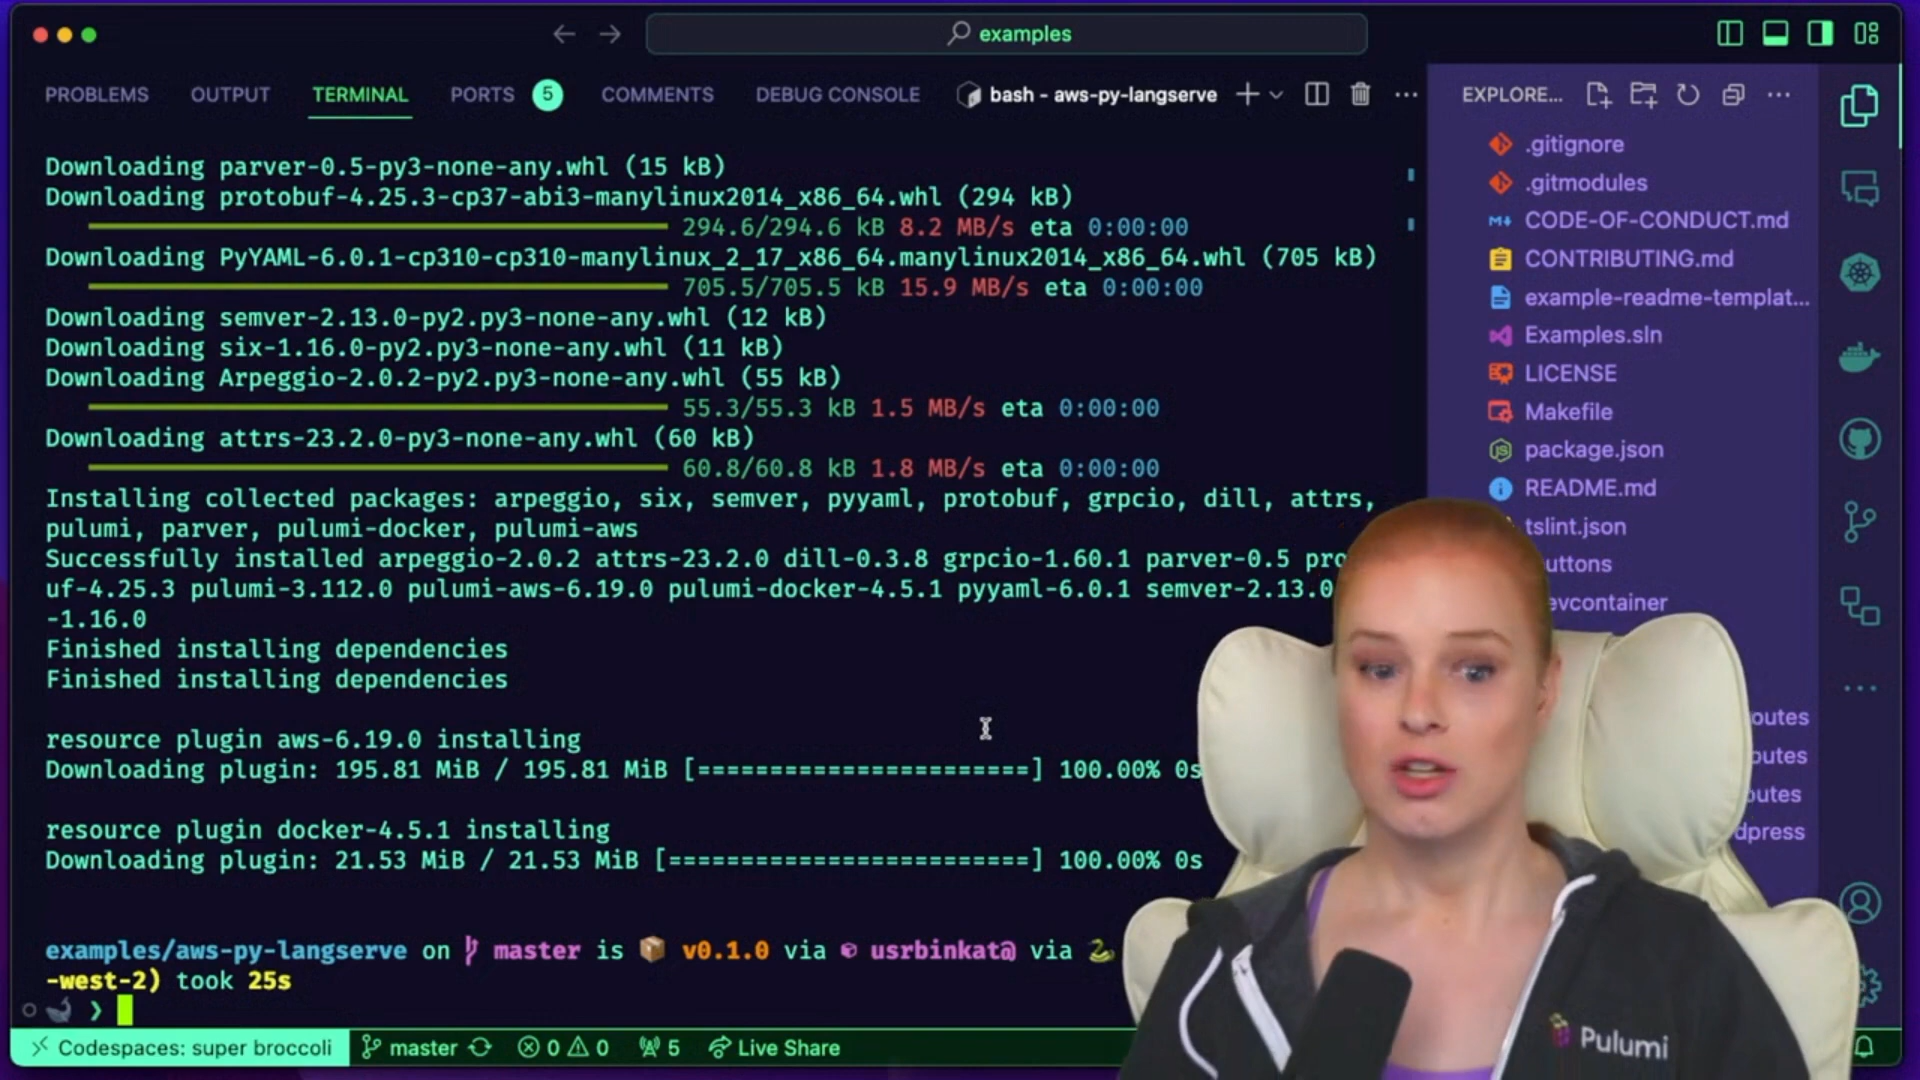 examples
PROBLEMS OUTPUT TERMINAL PORTS 5 COMMENTS DEBUG CONSOLE bash - aws-py-langserve
Downloading parver-0.5-py3-none-any.whl (15 kB)
Downloading protobuf-4.25.3-cp37-abi3-manylinux2014_x86_64.whl (294 kB)
294.6/294.6 kB 8.2 MB/s eta 0:00:00
Downloading PyYAML-6.0.1-cp310-cp310-manylinux_2_17_x86_64.manylinux2014_x86_64.whl (705 kB)
705.5/705.5 kB 15.9 MB/s eta 0:00:00
Downloading semver-2.13.0-py2.py3-none-any.whl (12 kB)
Downloading six-1.16.0-py2.py3-none-any.whl (11 kB)
Downloading Arpeggio-2.0.2-py2.py3-none-any.whl (55 kB)
55.3/55.3 kB 1.5 MB/s eta 0:00:00
Downloading attrs-23.2.0-py3-none-any.whl (60 kB)
60.8/60.8 kB 1.8 MB/s eta 0:00:00
Installing collected packages: arpeggio, six, semver, pyyaml, protobuf, grpcio, dill, attrs,
pulumi, parver, pulumi-docker, pulumi-aws
Successfully installed arpeggio-2.0.2 attrs-23.2.0 dill-0.3.8 grpcio-1.60.1 parver-0.5 pro
uf-4.25.3 pulumi-3.112.0 pulumi-aws-6.19.0 pulumi-docker-4.5.1 pyyaml-6.0.1 semver-2.13.0
-1.16.0
Finished installing dependencies
Finished installing dependencies
resource plugin aws-6.19.0 installing
Downloading plugin: 195.81 MiB / 195.81 MiB [=======================] 100.00% 0s
resource plugin docker-4.5.1 installing
Downloading plugin: 21.53 MiB / 21.53 MiB [=========================] 100.00% 0s
examples/aws-py-langserve on master is v0.1.0 via usrbinkat@ via
-west-2) took 25s
❯
EXPLORE...
.gitignore
.gitmodules
CODE-OF-CONDUCT.md
CONTRIBUTING.md
example-readme-templat...
Examples.sln
LICENSE
Makefile
package.json
README.md
tslint.json
uttons
evcontainer
outes
outes
outes
dpress
Pulumi
Codespaces: super broccoli master 0 0 5 Live Share